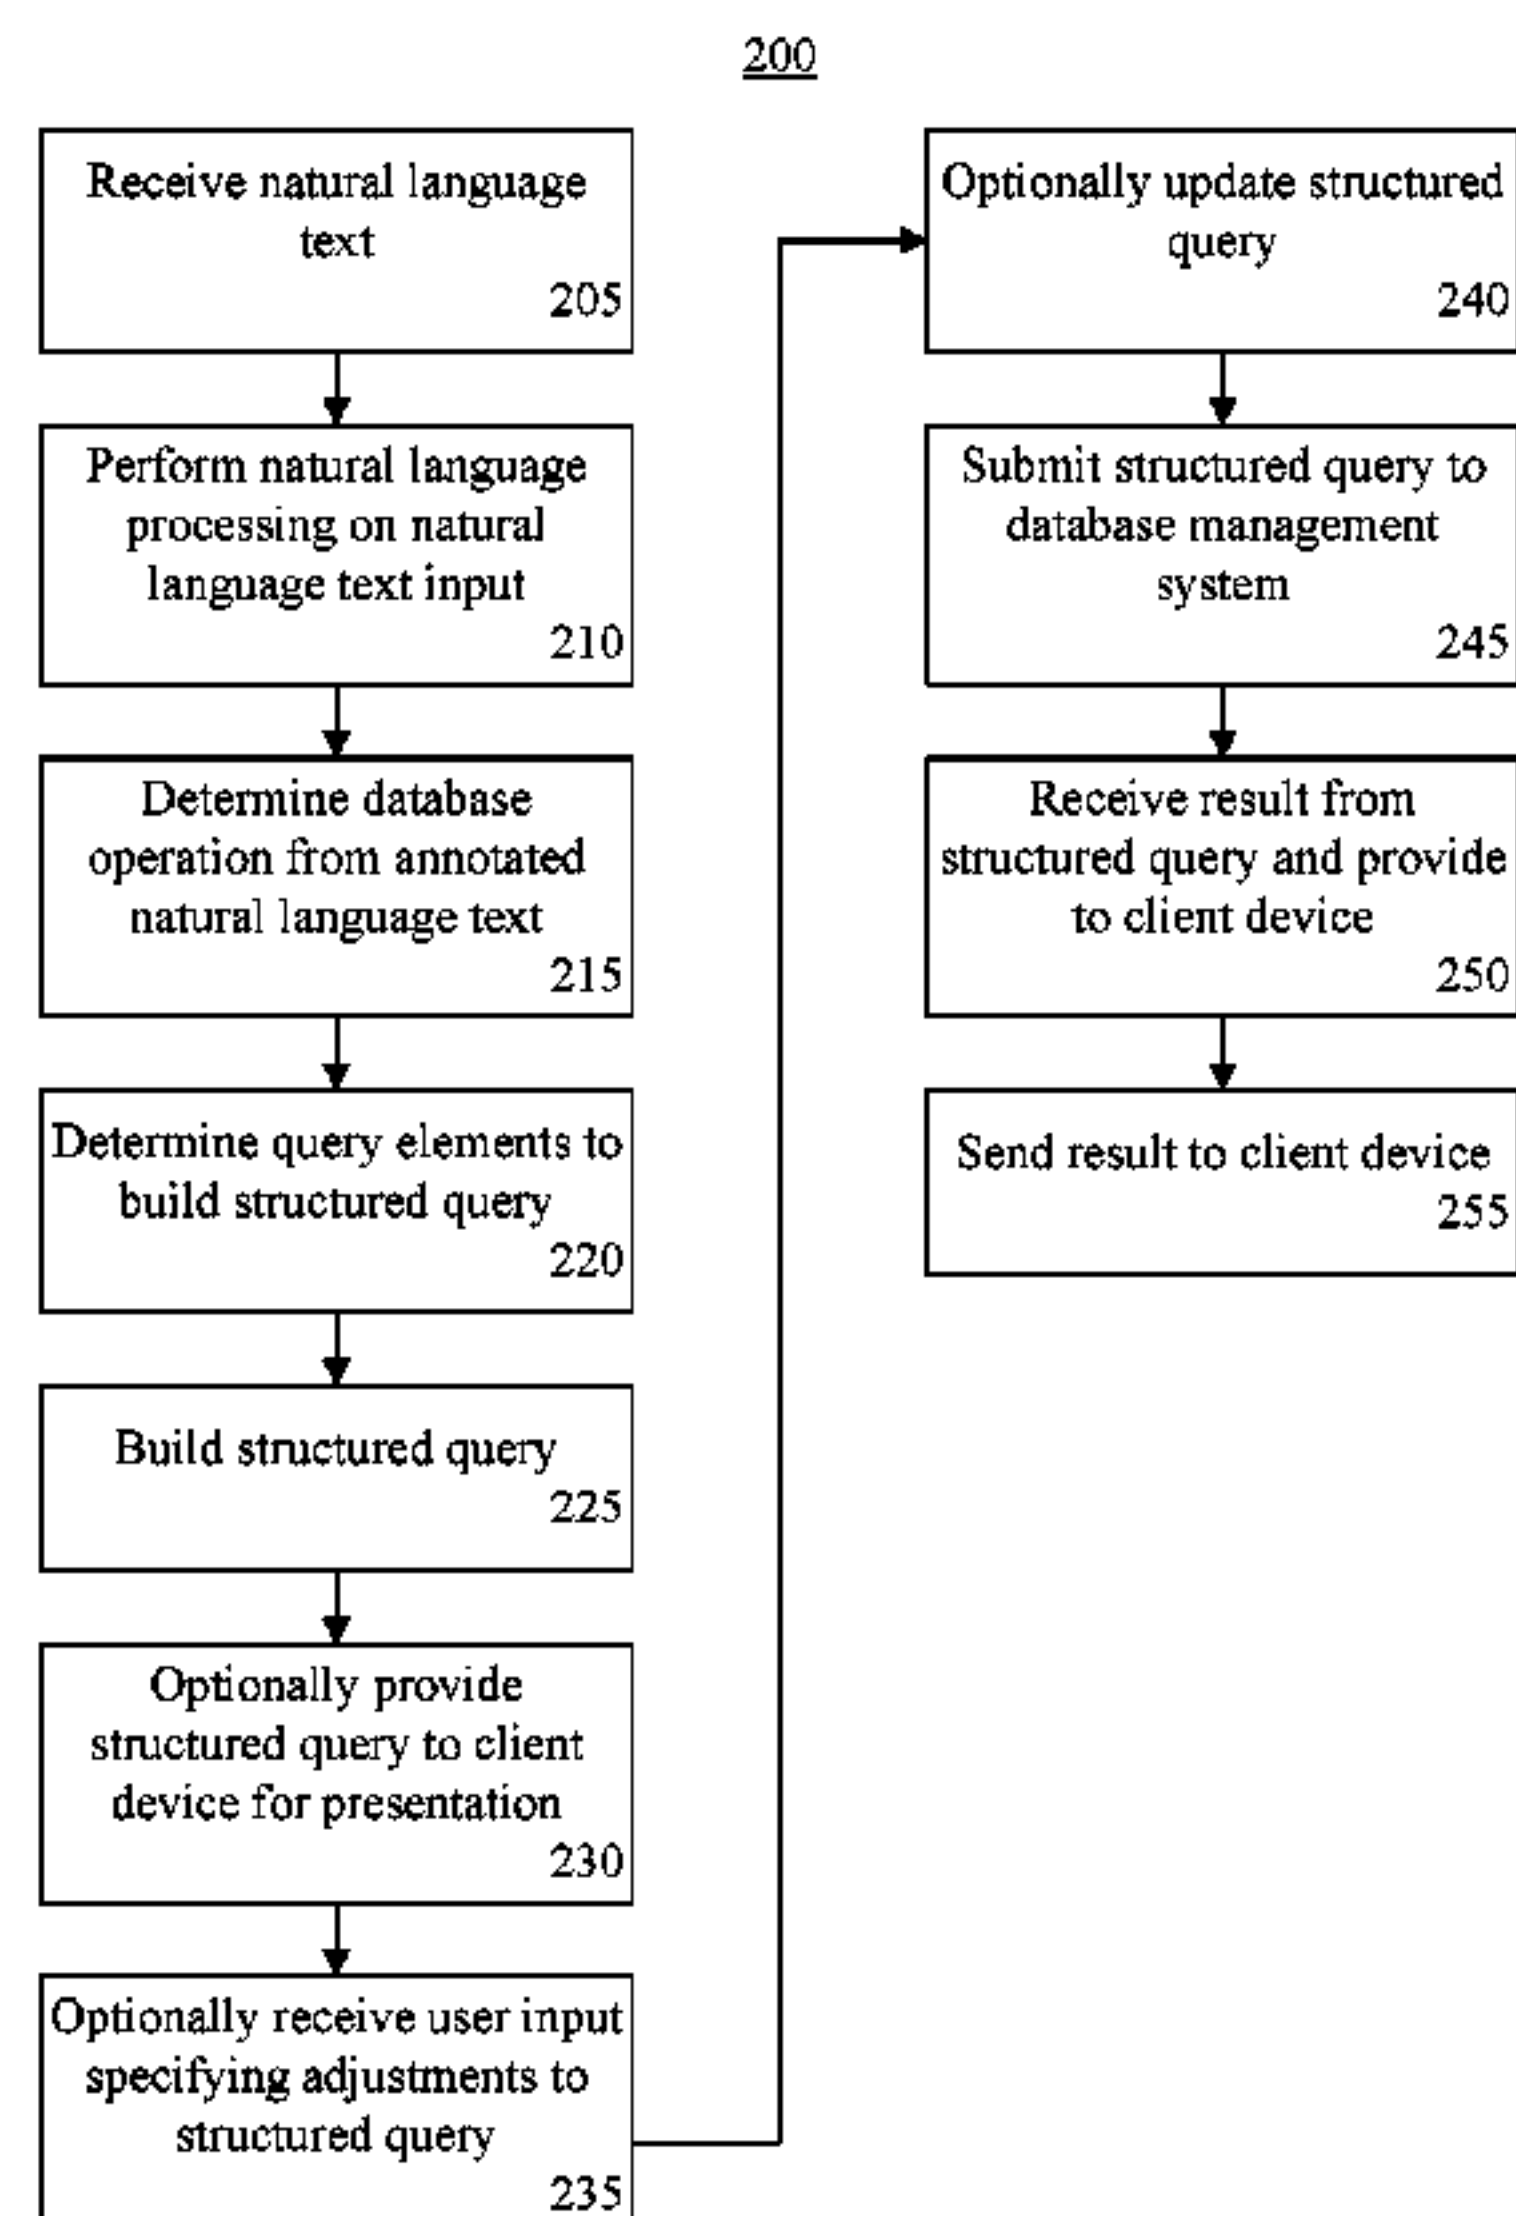 200
Receive natural language
text
205
Perform natural language
processing on natural
language text input
210
Determine database
operation from annotated
natural language text
215
Determine query elements to
build structured query
220
Build structured query
225
Optionally provide
structured query to client
device for presentation
230
Optionally receive user input
specifying adjustments to
structured query
235
Optionally update structured
query
240
Submit structured query to
database management
system
245
Receive result from
structured query and provide
to client device
250
Send result to client device
255